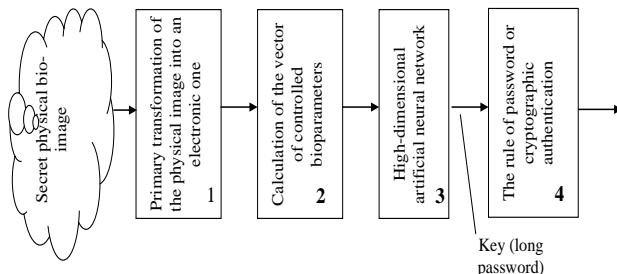 Secret physical bio-
image
Primary transformation of
the physical image into an
electronic one
1
Calculation of the vector
of controlled
bioparameters
2
High-dimensional
artificial neural network
3
The rule of password or
cryptographic
authentication
4
Key (long
password)